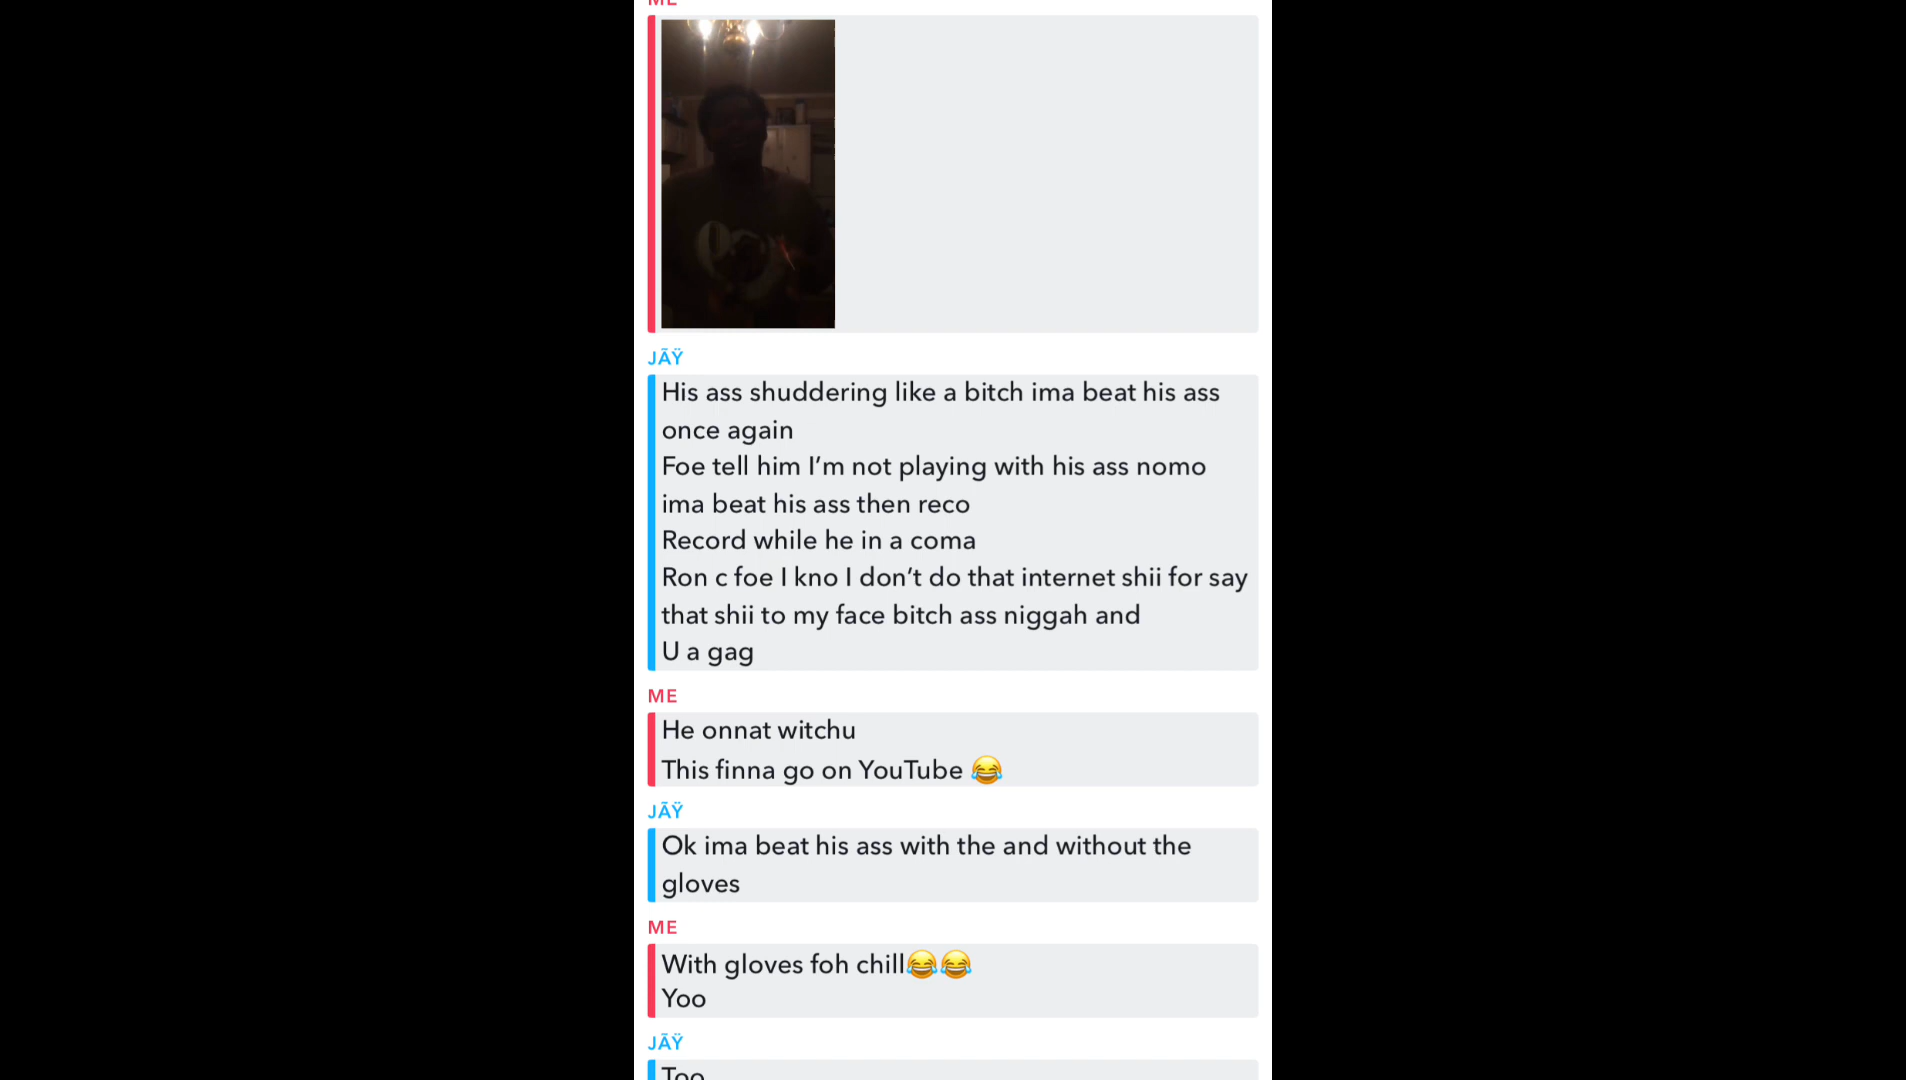 ME
JÃŸ
His ass shuddering like a bitch ima beat his ass
once again
Foe tell him I’m not playing with his ass nomo
ima beat his ass then reco
Record while he in a coma
Ron c foe I kno I don’t do that internet shii for say
that shii to my face bitch ass niggah and
U a gag
ME
He onnat witchu
This finna go on YouTube 😂
JÃŸ
Ok ima beat his ass with the and without the
gloves
ME
With gloves foh chill😂😂
Yoo
JÃŸ
Too